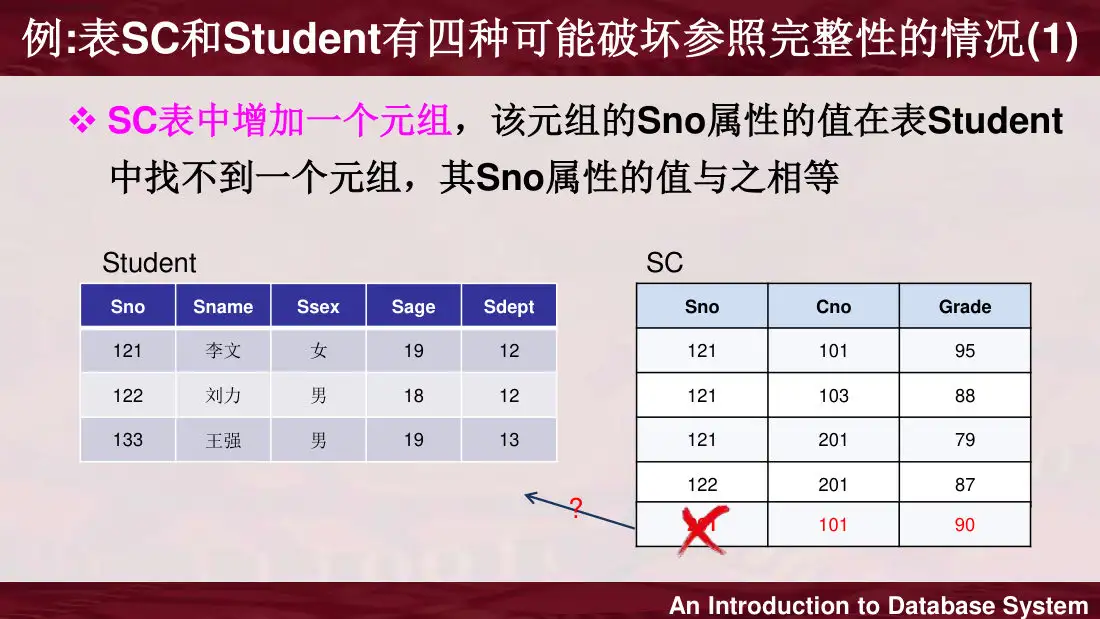 例:表SC和Student有四种可能破坏参照完整性的情况(1)
❖ SC表中增加一个元组，该元组的Sno属性的值在表Student
中找不到一个元组，其Sno属性的值与之相等
Student
Sno Sname Ssex Sage Sdept
121 李文 女 19 12
122 刘力 男 18 12
133 王强 男 19 13
SC
Sno Cno Grade
121 101 95
121 103 88
121 201 79
122 201 87
101 90
?
An Introduction to Database System